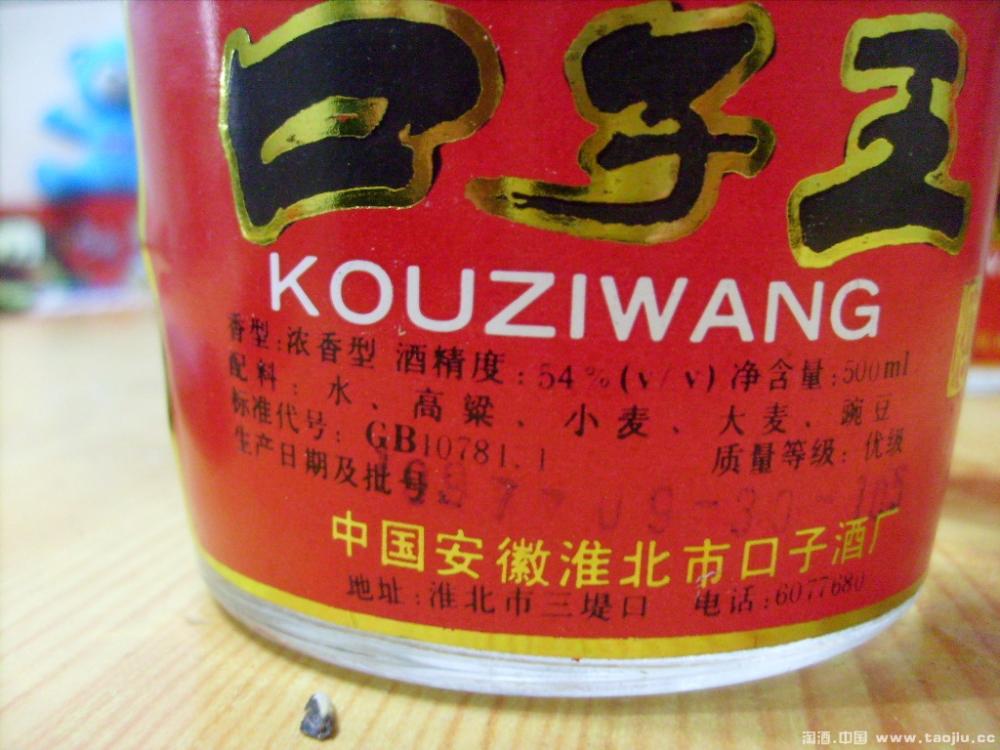 口子王
KOUZIWANG
香型:浓香型 酒精度:54%(v/v) 净含量:500ml
配料:水、高粱、小麦、大麦、豌豆
标准代号:GB10781.1 质量等级:优级
生产日期及批号: 1997-09-30 105
中国安徽淮北市口子酒厂
地址:淮北市三堤口 电话:6077680
淘酒.中国 www.taojiu.cc